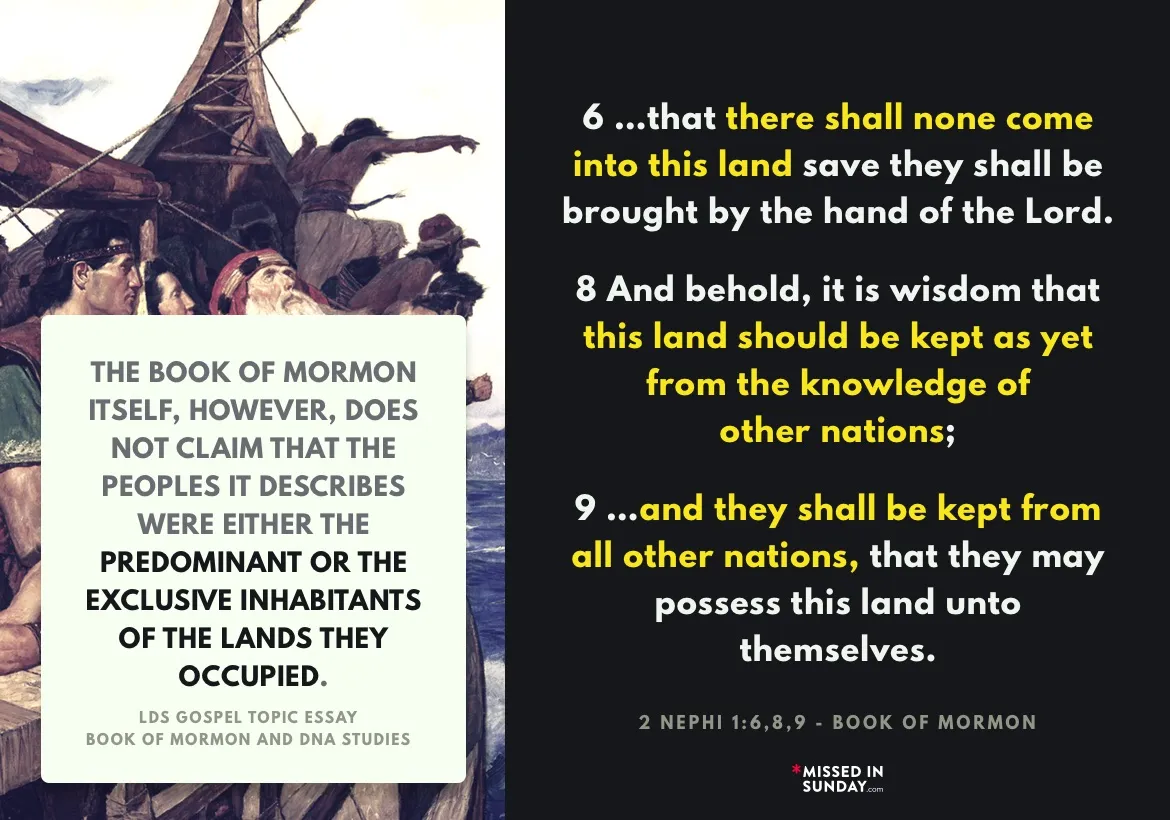 THE BOOK OF MORMON
ITSELF, HOWEVER, DOES
NOT CLAIM THAT THE
PEOPLES IT DESCRIBES
WERE EITHER THE
PREDOMINANT OR THE
EXCLUSIVE INHABITANTS
OF THE LANDS THEY
OCCUPIED.
LDS GOSPEL TOPIC ESSAY
BOOK OF MORMON AND DNA STUDIES
6 ...that there shall none come
into this land save they shall be
brought by the hand of the Lord.
8 And behold, it is wisdom that
this land should be kept as yet
from the knowledge of
other nations;
9 ...and they shall be kept from
all other nations, that they may
possess this land unto
themselves.
2 NEPHI 1:6,8,9 - BOOK OF MORMON
*MISSED IN
SUNDAY.com